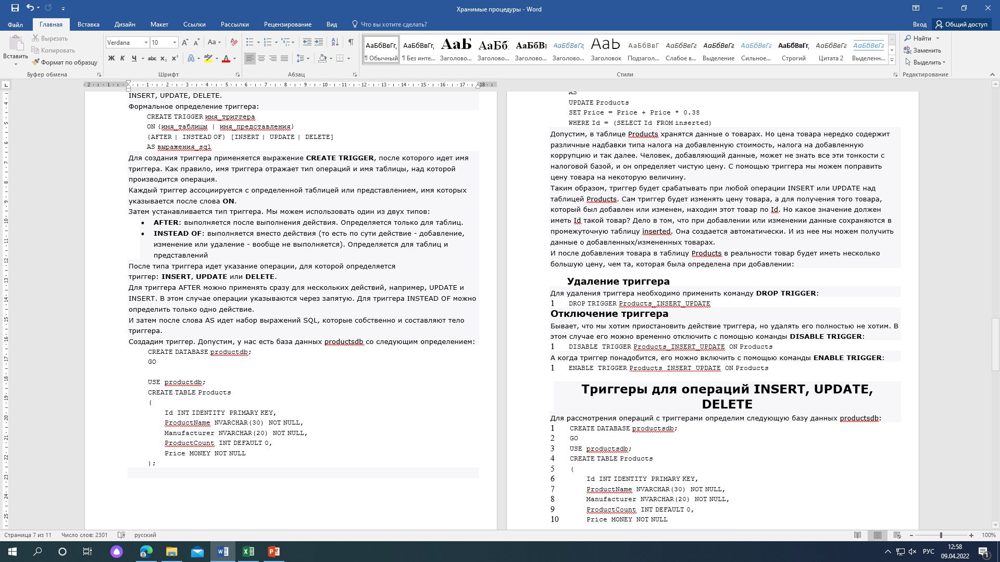 Хранимые процедуры - Word
Файл Главная Вставка Дизайн Макет Ссылки Рассылки Рецензирование Вид Что вы хотите сделать? Вход Общий доступ
Вставить
Вырезать
Копировать
Формат по образцу
Буфер обмена
Verdana 10
Ж К Ч abc x₂ x²
Шрифт
Абзац
АаБбВвГг, АаБбВвГг, АаБ АаБб АаБбВ АаБбВвГг АаБ АаБбВвГ АаБбВвГг АаБбВвГг АаБбВвГг АаБбВвГг, АаБбВвГг АаБбВвГг
¶ Обычный ¶ Без инте... Заголово... Заголово... Заголово... Заголово... Заголовок Подзагол... Слабое в... Выделение Сильное... Строгий Цитата 2 Выделенн...
Стили
Найти
Заменить
Выделить
Редактирование
INSERT, UPDATE, DELETE.
Формальное определение триггера:
CREATE TRIGGER имя_триггера
ON {имя_таблицы | имя_представления}
{AFTER | INSTEAD OF} [INSERT | UPDATE | DELETE]
AS выражения_sql
Для создания триггера применяется выражение CREATE TRIGGER, после которого идет имя
триггера. Как правило, имя триггера отражает тип операций и имя таблицы, над которой
производится операция.
Каждый триггер ассоциируется с определенной таблицей или представлением, имя которых
указывается после слова ON.
Затем устанавливается тип триггера. Мы можем использовать один из двух типов:
• AFTER: выполняется после выполнения действия. Определяется только для таблиц.
• INSTEAD OF: выполняется вместо действия (то есть по сути действие - добавление,
изменение или удаление - вообще не выполняется). Определяется для таблиц и
представлений
После типа триггера идет указание операции, для которой определяется
триггер: INSERT, UPDATE или DELETE.
Для триггера AFTER можно применять сразу для нескольких действий, например, UPDATE и
INSERT. В этом случае операции указываются через запятую. Для триггера INSTEAD OF можно
определить только одно действие.
И затем после слова AS идет набор выражений SQL, которые собственно и составляют тело
триггера.
Создадим триггер. Допустим, у нас есть база данных productsdb со следующим определением:
CREATE DATABASE productdb;
GO
USE productdb;
CREATE TABLE Products
(
Id INT IDENTITY PRIMARY KEY,
ProductName NVARCHAR(30) NOT NULL,
Manufacturer NVARCHAR(20) NOT NULL,
ProductCount INT DEFAULT 0,
Price MONEY NOT NULL
);
AS
UPDATE Products
SET Price = Price + Price * 0.38
WHERE Id = (SELECT Id FROM inserted)
Допустим, в таблице Products хранятся данные о товарах. Но цена товара нередко содержит
различные надбавки типа налога на добавленную стоимость, налога на добавленную
коррупцию и так далее. Человек, добавляющий данные, может не знать все эти тонкости с
налоговой базой, и он определяет чистую цену. С помощью триггера мы можем поправить
цену товара на некоторую величину.
Таким образом, триггер будет срабатывать при любой операции INSERT или UPDATE над
таблицей Products. Сам триггер будет изменять цену товара, а для получения того товара,
который был добавлен или изменен, находим этот товар по Id. Но какое значение должен
иметь Id такой товар? Дело в том, что при добавлении или изменении данные сохраняются в
промежуточную таблицу inserted. Она создается автоматически. И из нее мы можем получить
данные о добавленных/измененных товарах.
И после добавления товара в таблицу Products в реальности товар будет иметь несколько
большую цену, чем та, которая была определена при добавлении:
Удаление триггера
Для удаления триггера необходимо применить команду DROP TRIGGER:
1 DROP TRIGGER Products_INSERT_UPDATE
Отключение триггера
Бывает, что мы хотим приостановить действие триггера, но удалять его полностью не хотим. В
этом случае его можно временно отключить с помощью команды DISABLE TRIGGER:
1 DISABLE TRIGGER Products_INSERT_UPDATE ON Products
А когда триггер понадобится, его можно включить с помощью команды ENABLE TRIGGER:
1 ENABLE TRIGGER Products_INSERT_UPDATE ON Products
Триггеры для операций INSERT, UPDATE,
DELETE
Для рассмотрения операций с триггерами определим следующую базу данных productsdb:
1 CREATE DATABASE productsdb;
2 GO
3 USE productsdb;
4 CREATE TABLE Products
5 (
6 Id INT IDENTITY PRIMARY KEY,
7 ProductName NVARCHAR(30) NOT NULL,
8 Manufacturer NVARCHAR(20) NOT NULL,
9 ProductCount INT DEFAULT 0,
10 Price MONEY NOT NULL
Страница 7 из 11 Число слов: 2301 русский 100%
РУС 12:58
09.04.2022 1